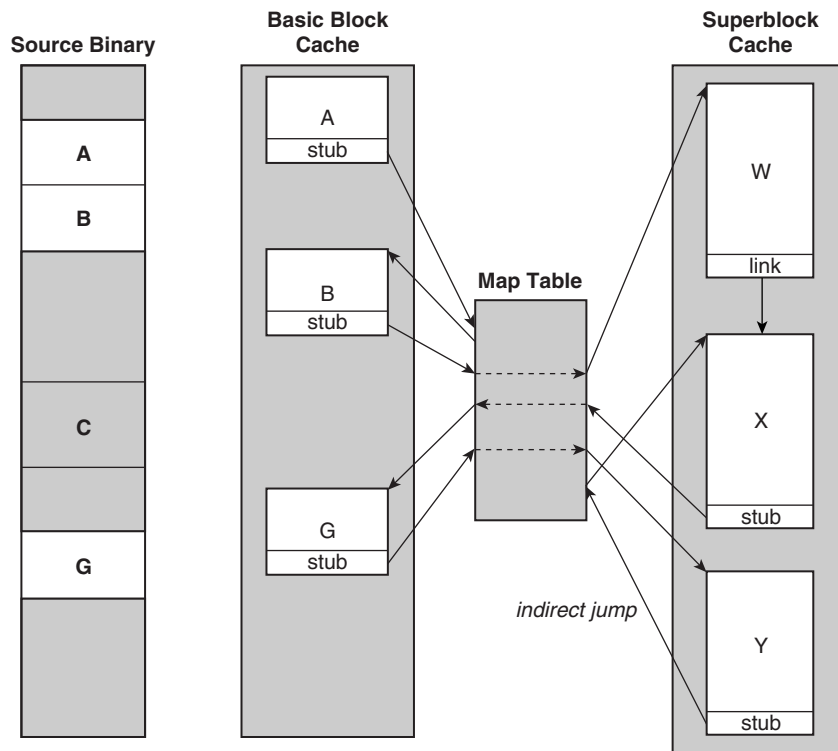 Source Binary
A
B
C
G
Basic Block
Cache
A
stub
B
stub
G
stub
Map Table
indirect jump
Superblock
Cache
W
link
X
stub
Y
stub